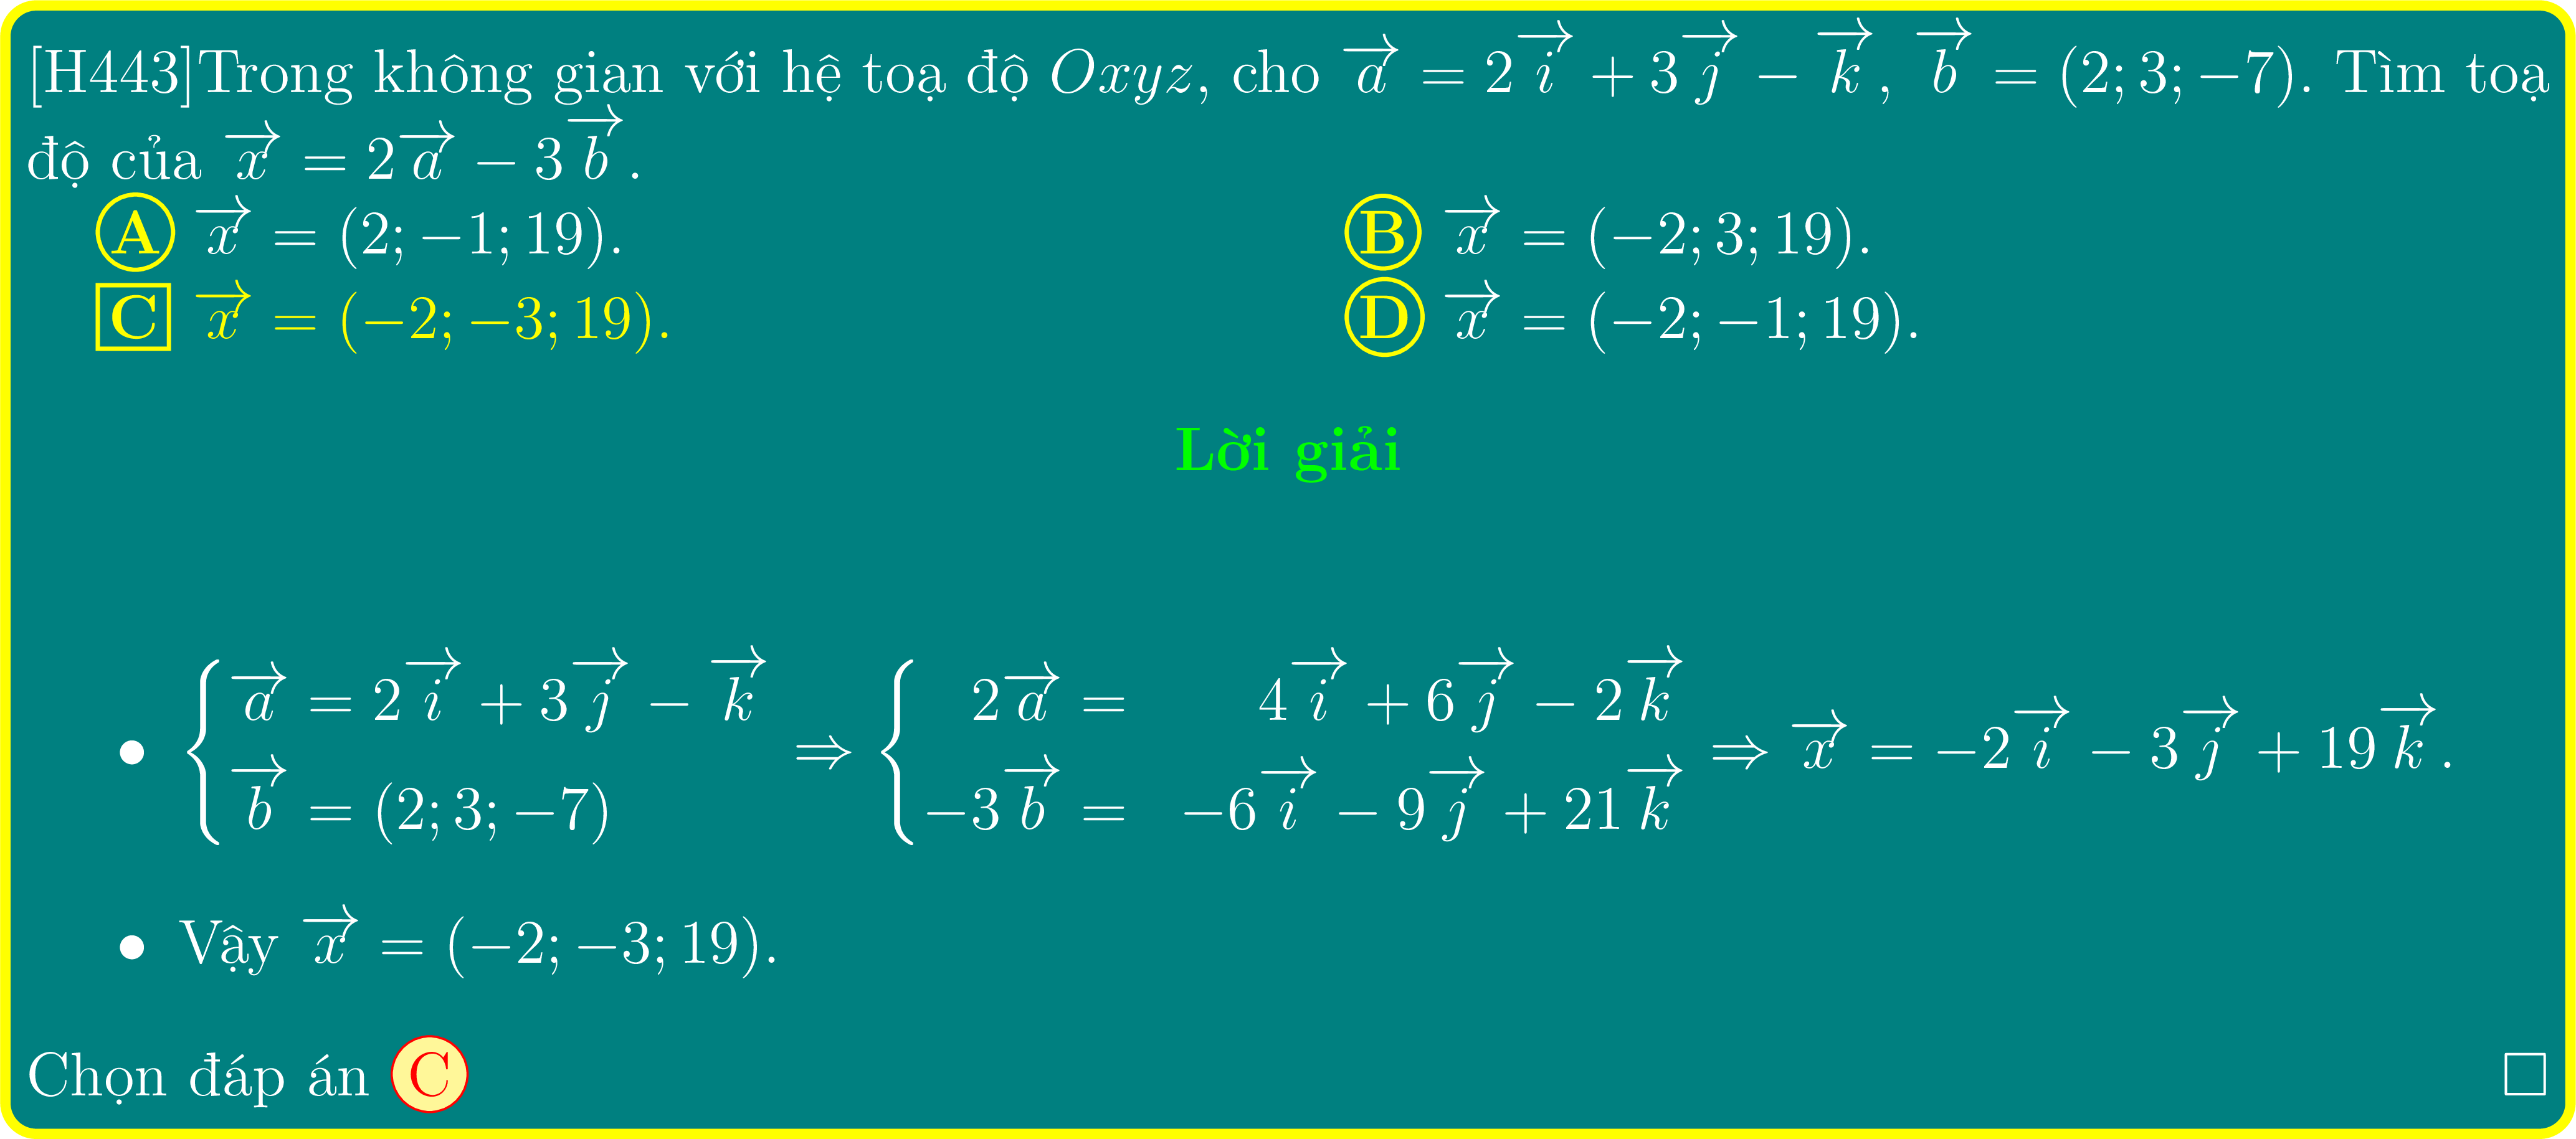 [H443]Trong không gian với hệ toạ độ $Oxyz$, cho $\overrightarrow{a} = 2\overrightarrow{i} + 3\overrightarrow{j} - \overrightarrow{k}$, $\overrightarrow{b} = (2; 3; -7)$. Tìm toạ
độ của $\overrightarrow{x} = 2\overrightarrow{a} - 3\overrightarrow{b}$.
A $\overrightarrow{x} = (2; -1; 19)$. B $\overrightarrow{x} = (-2; 3; 19)$.
C $\overrightarrow{x} = (-2; -3; 19)$. D $\overrightarrow{x} = (-2; -1; 19)$.
Lời giải
• $\begin{cases} \overrightarrow{a} = 2\overrightarrow{i} + 3\overrightarrow{j} - \overrightarrow{k} \\ \overrightarrow{b} = (2; 3; -7) \end{cases} \Rightarrow \begin{cases} 2\overrightarrow{a} = 4\overrightarrow{i} + 6\overrightarrow{j} - 2\overrightarrow{k} \\ -3\overrightarrow{b} = -6\overrightarrow{i} - 9\overrightarrow{j} + 21\overrightarrow{k} \end{cases} \Rightarrow \overrightarrow{x} = -2\overrightarrow{i} - 3\overrightarrow{j} + 19\overrightarrow{k}$.
• Vậy $\overrightarrow{x} = (-2; -3; 19)$.
Chọn đáp án C □